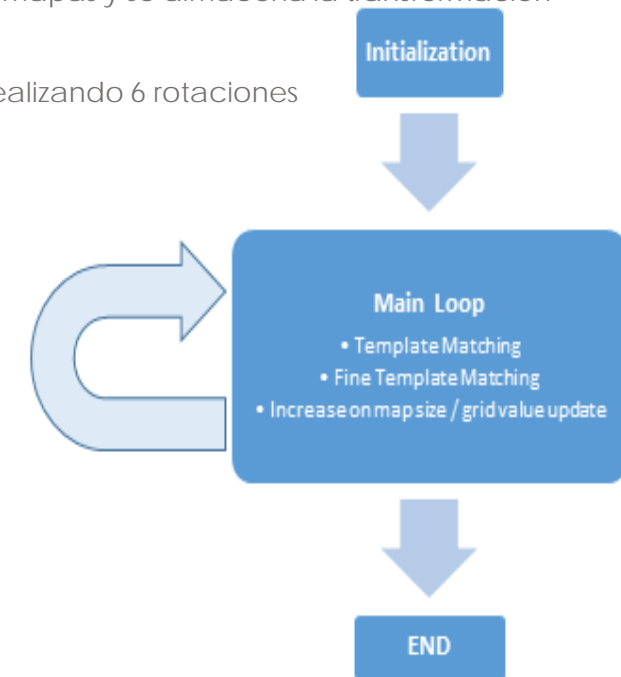 mapas y se almacena la transformación
ealizando 6 rotaciones
Initialization
Main Loop
• Template Matching
• Fine Template Matching
• Increase on map size / grid value update
END